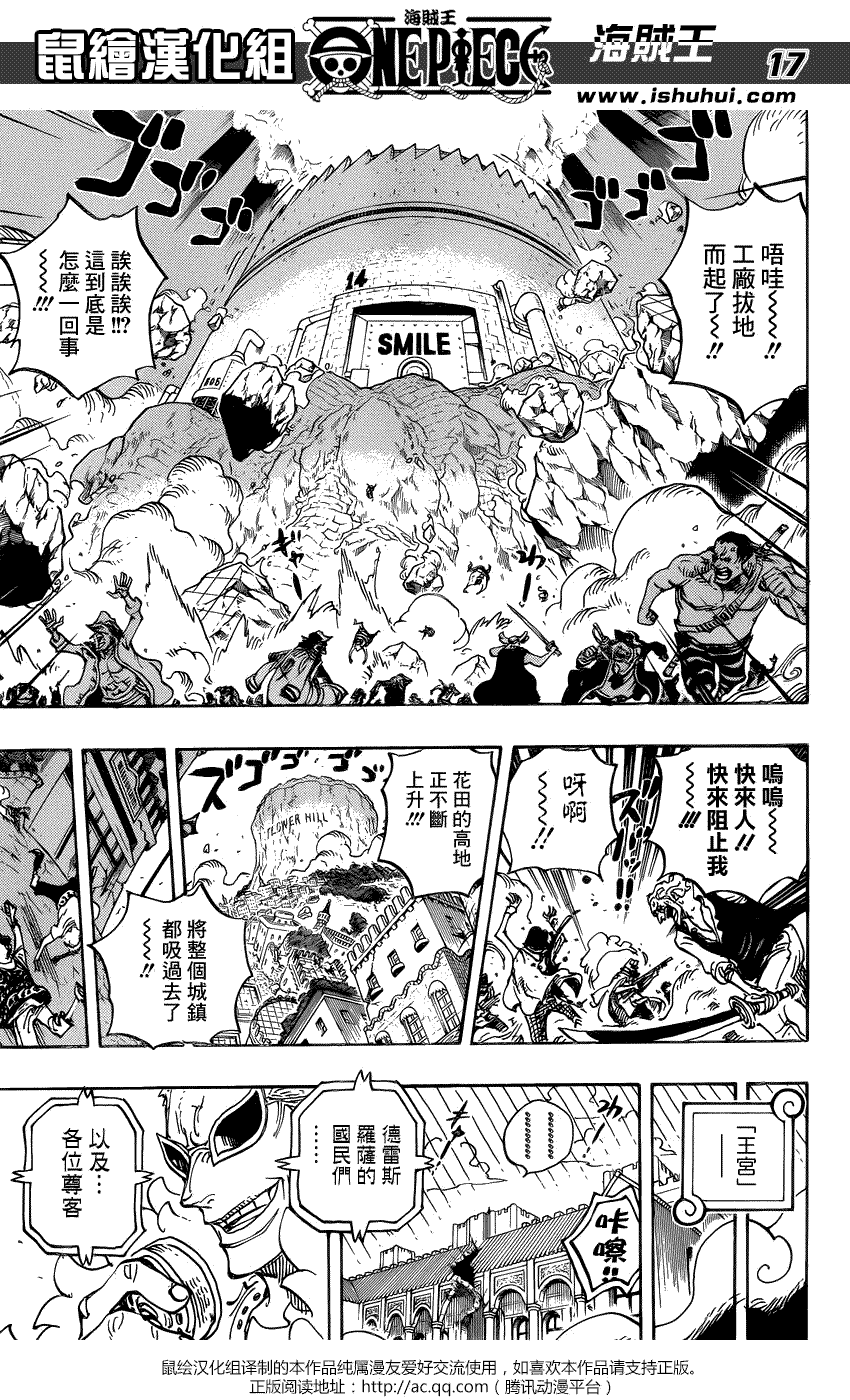 鼠繪漢化組
海賊王
ONE PIECE
海賊王
17
www.ishuhui.com
ゴゴゴゴ
ゴゴゴ
唔哇〜〜!!
工廠拔地
而起了〜!!
誒誒誒!?
這到底是
怎麼一回事
〜〜!!!
14
SMILE
嗚嗚〜〜
快來人!!
快來阻止我
〜〜!!!
呀啊
〜〜!!
ズズ!!
ズズゴゴゴ
花田的高地
正不斷
上升!!!
FLOWER HILL
將整個城鎮
都吸過去了
〜〜!!
「王宮」
──
………
………
咔嚓!!
德雷斯
羅薩的
國民們
……
以及…
各位尊客
鼠绘汉化组译制的本作品纯属漫友爱好交流使用，如喜欢本作品请支持正版。
正版阅读地址：http://ac.qq.com（腾讯动漫平台）